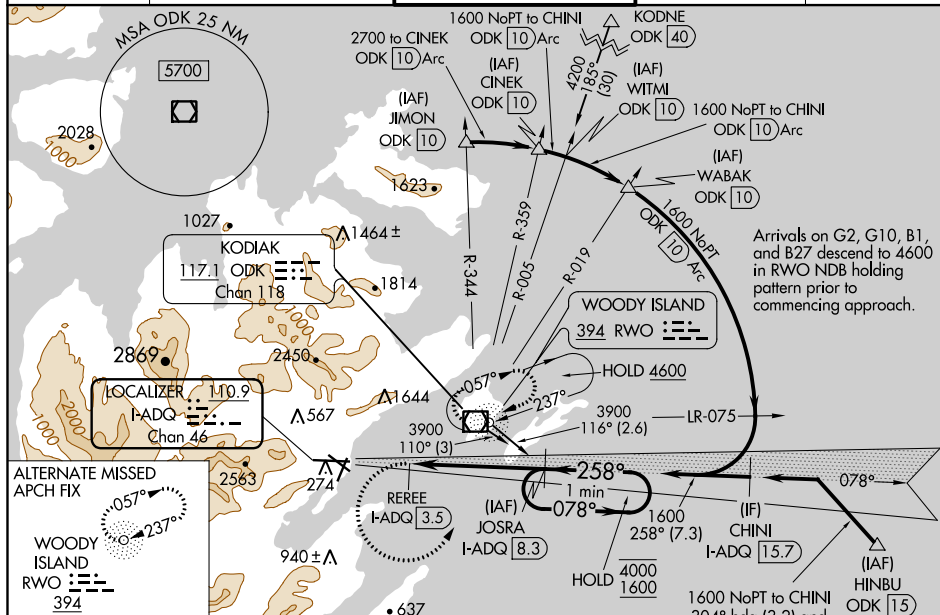 MSA ODK 25 NM
5700
2700 to CINEK
ODK 10 Arc
1600 NoPT to CHINI
ODK 10 Arc
KODNE
ODK 40
4200
185°
(30)
(IAF)
JIMON
ODK 10
(IAF)
CINEK
ODK 10
(IAF)
WITMI
ODK 10
1600 NoPT to CHINI
ODK 10 Arc
(IAF)
WABAK
ODK 10
1600 NoPT
ODK 10 Arc
2028
1000
1623
1027
1464 ±
R-344
R-359
R-005
R-019
Arrivals on G2, G10, B1,
and B27 descend to 4600
in RWO NDB holding
pattern prior to
commencing approach.
KODIAK
117.1 ODK
Chan 118
1814
1000
WOODY ISLAND
394 RWO
2869
1000
2450
057°
237°
HOLD 4600
LOCALIZER 110.9
I-ADQ
Chan 46
567
1644
3900
110° (3)
3900
116° (2.6)
LR-075
2000
1000
2563
274
258°
1 min
078°
078°
ALTERNATE MISSED
APCH FIX
057°
237°
WOODY
ISLAND
RWO
394
REREE
I-ADQ 3.5
(IAF)
JOSRA
I-ADQ 8.3
1600
258° (7.3)
(IF)
CHINI
I-ADQ 15.7
HOLD 4000
1600
940 ±
637
(IAF)
HINBU
ODK 15
1600 NoPT to CHINI